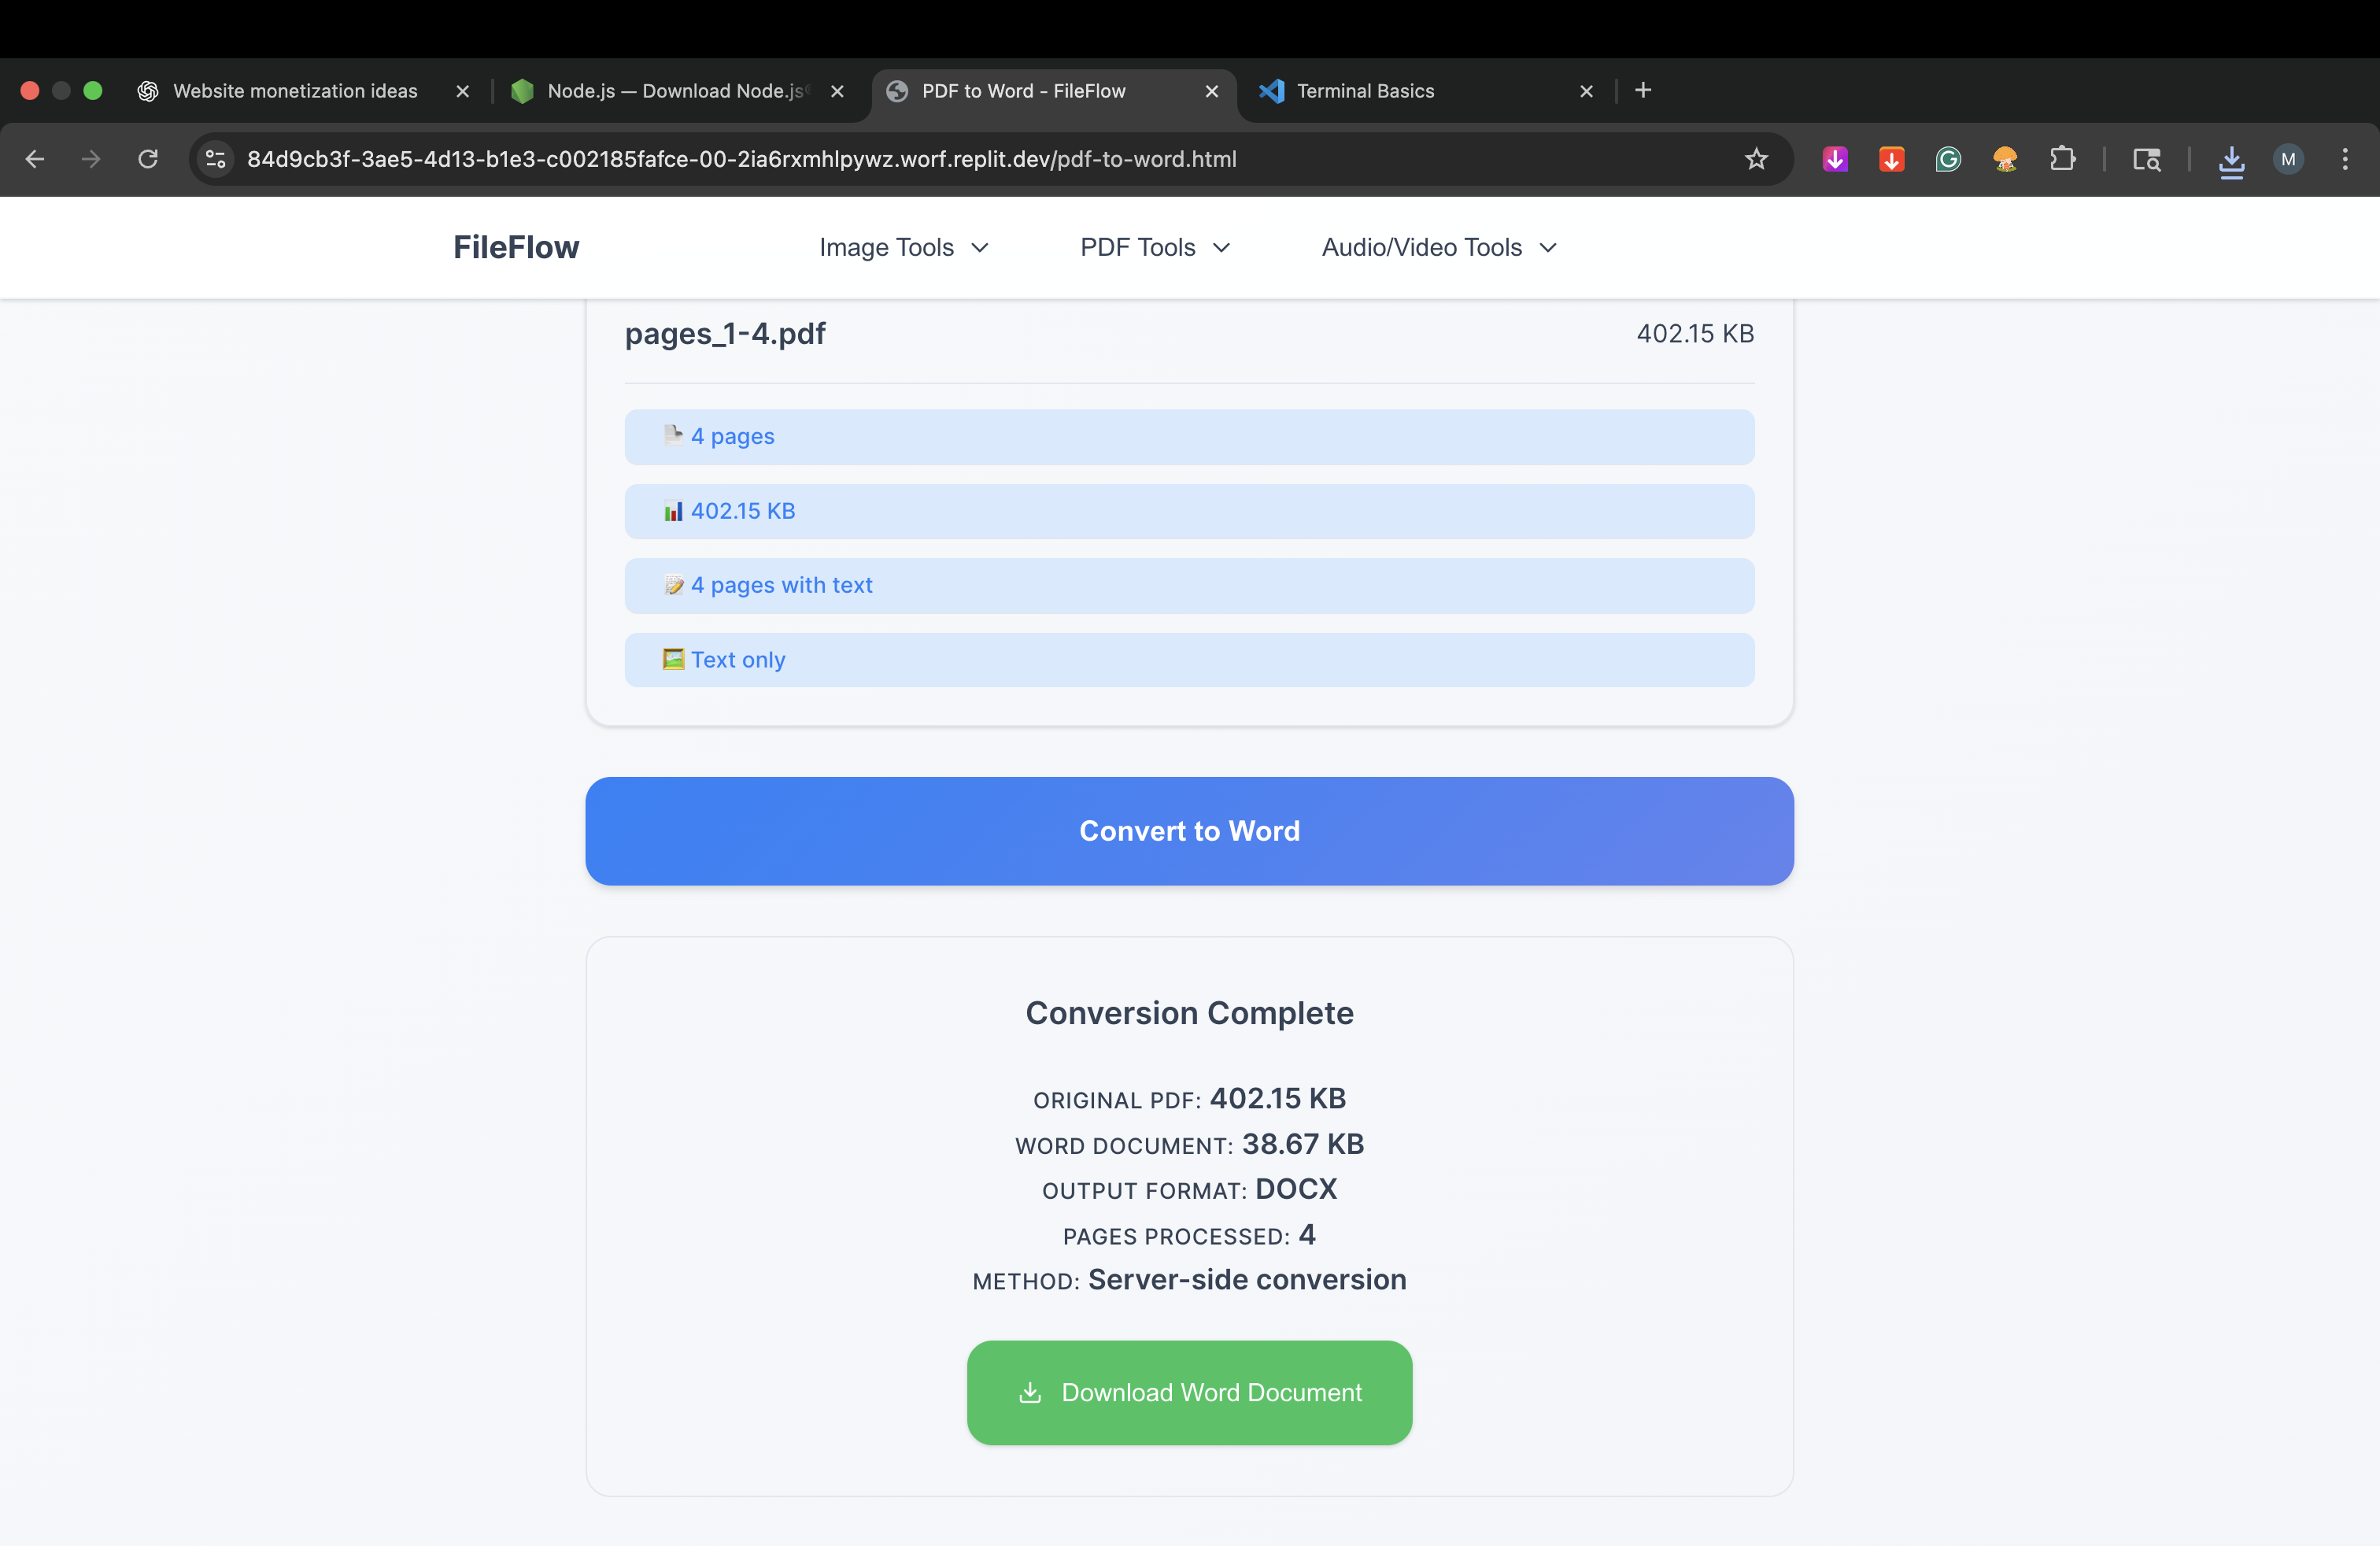 Website monetization ideas
Node.js — Download Node.js
PDF to Word - FileFlow
Terminal Basics
84d9cb3f-3ae5-4d13-b1e3-c002185fafce-00-2ia6rxmhlpywz.worf.replit.dev/pdf-to-word.html
M
FileFlow
Image Tools
PDF Tools
Audio/Video Tools
pages_1-4.pdf
402.15 KB
4 pages
402.15 KB
4 pages with text
Text only
Convert to Word
Conversion Complete
ORIGINAL PDF: 402.15 KB
WORD DOCUMENT: 38.67 KB
OUTPUT FORMAT: DOCX
PAGES PROCESSED: 4
METHOD: Server-side conversion
Download Word Document